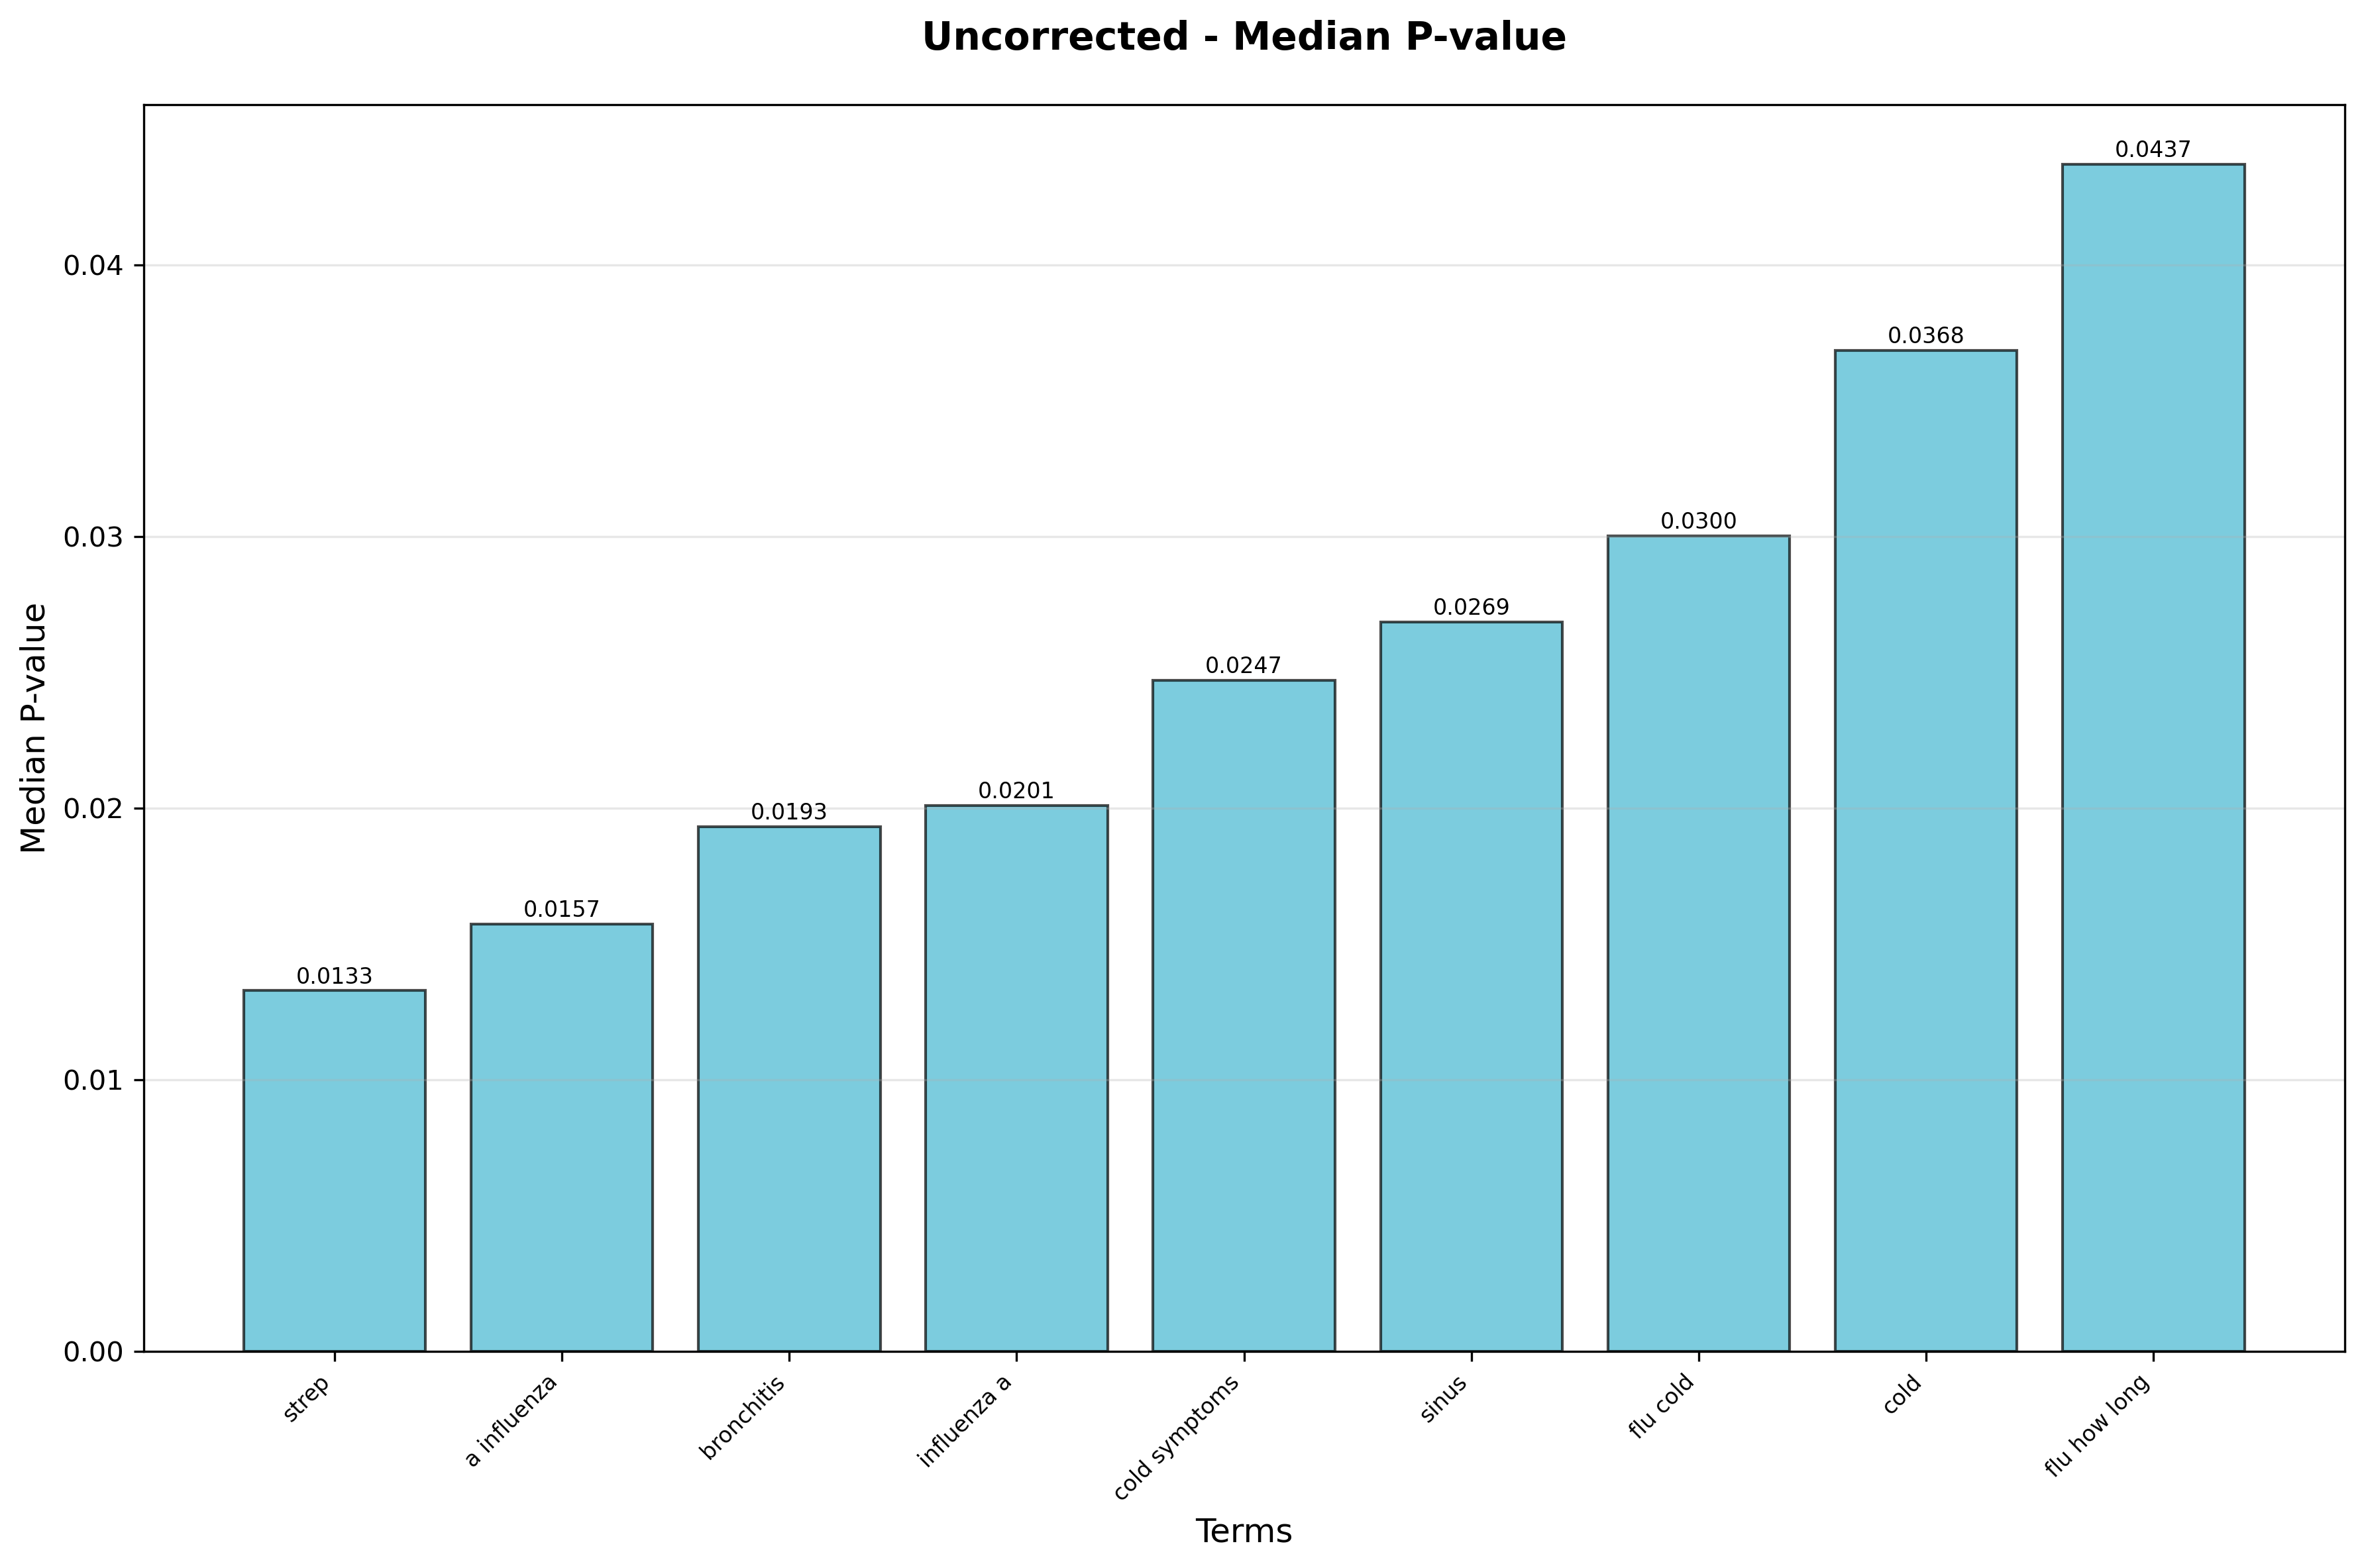 Uncorrected - Median P-value
Median P-value
0.04
0.03
0.02
0.01
0.00
0.0133
0.0157
0.0193
0.0201
0.0247
0.0269
0.0300
0.0368
0.0437
strep
a influenza
bronchitis
influenza a
cold symptoms
sinus
flu cold
cold
flu how long
Terms